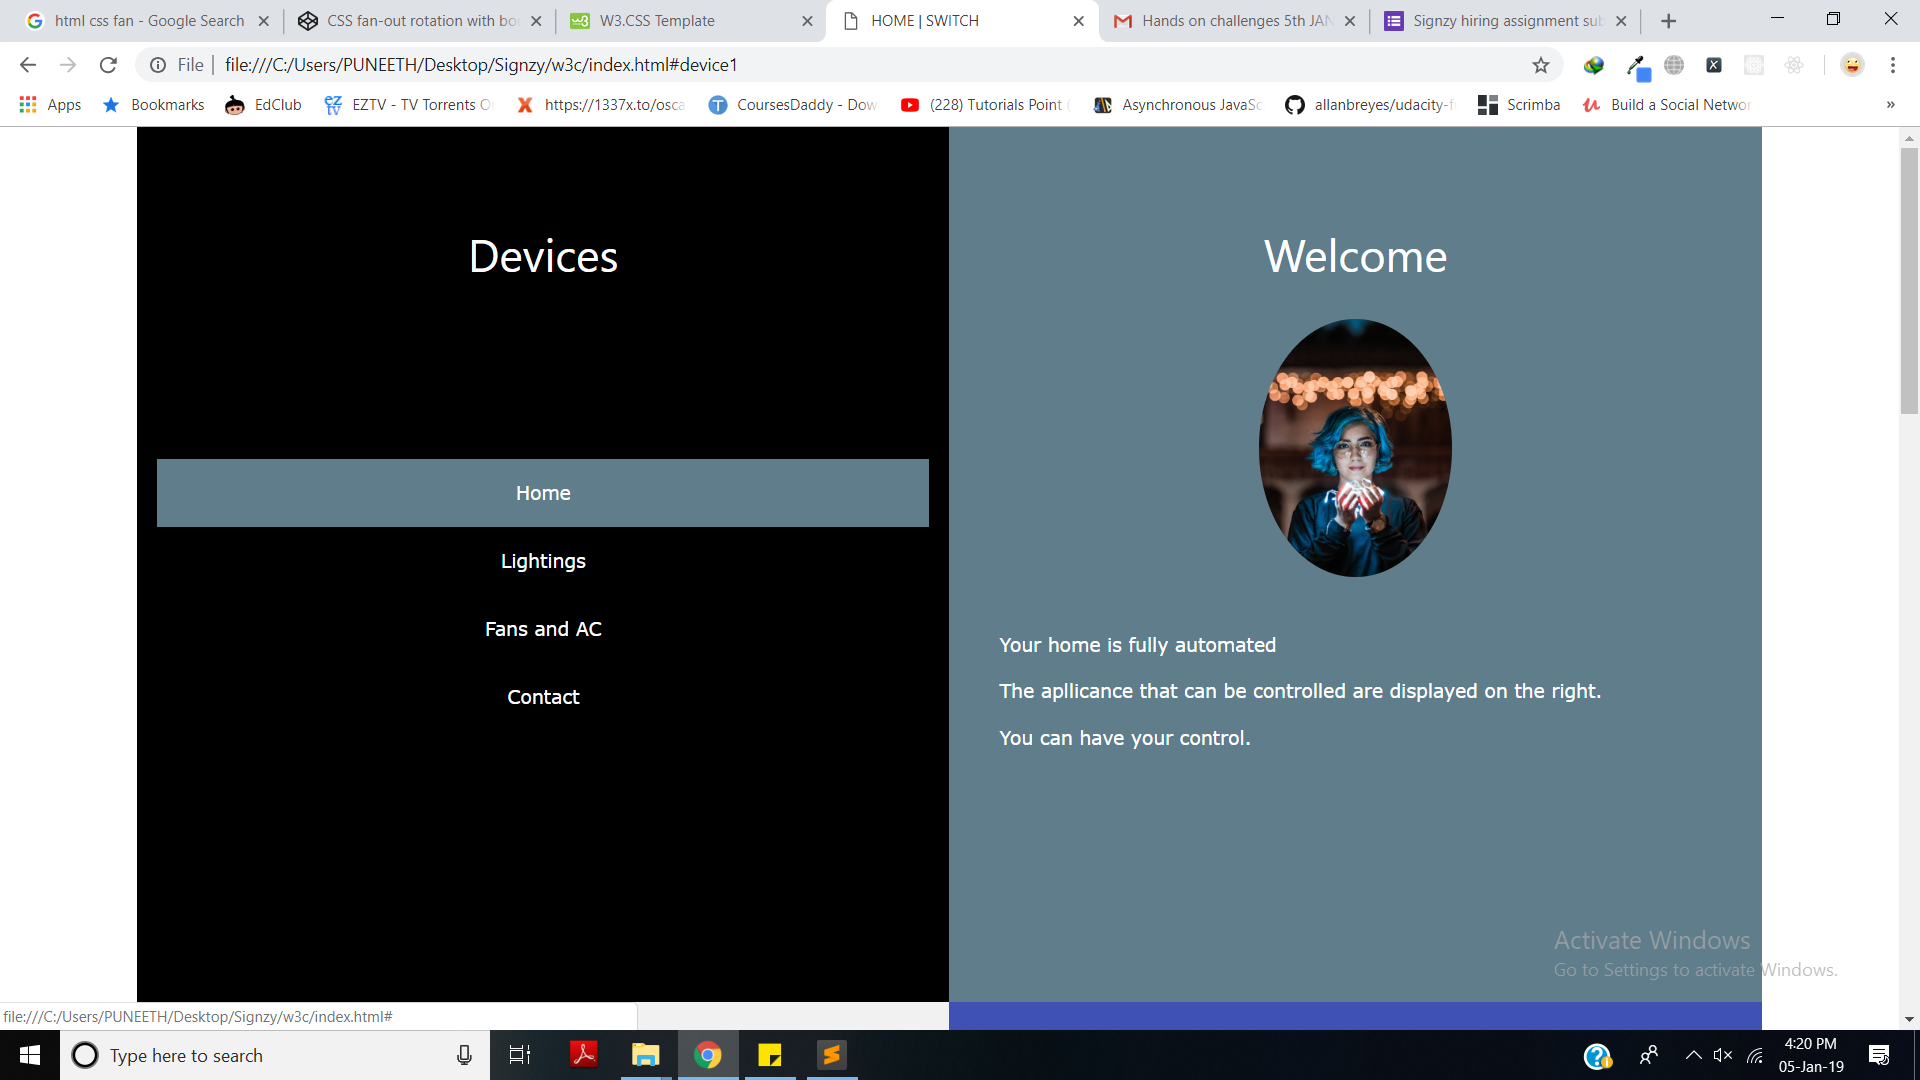 html css fan - Google Search
CSS fan-out rotation with bo
W3.CSS Template
HOME | SWITCH
Hands on challenges 5th JAN
Signzy hiring assignment sub
File
file:///C:/Users/PUNEETH/Desktop/Signzy/w3c/index.html#device1
Apps
Bookmarks
EdClub
EZTV - TV Torrents O
https://1337x.to/osca
CoursesDaddy - Dow
(228) Tutorials Point (
Asynchronous JavaSc
allanbreyes/udacity-f
Scrimba
Build a Social Networ
»
Devices
Home
Lightings
Fans and AC
Contact
Welcome
Your home is fully automated
The apllicance that can be controlled are displayed on the right.
You can have your control.
Activate Windows
Go to Settings to activate Windows.
file:///C:/Users/PUNEETH/Desktop/Signzy/w3c/index.html#
Type here to search
4:20 PM
05-Jan-19